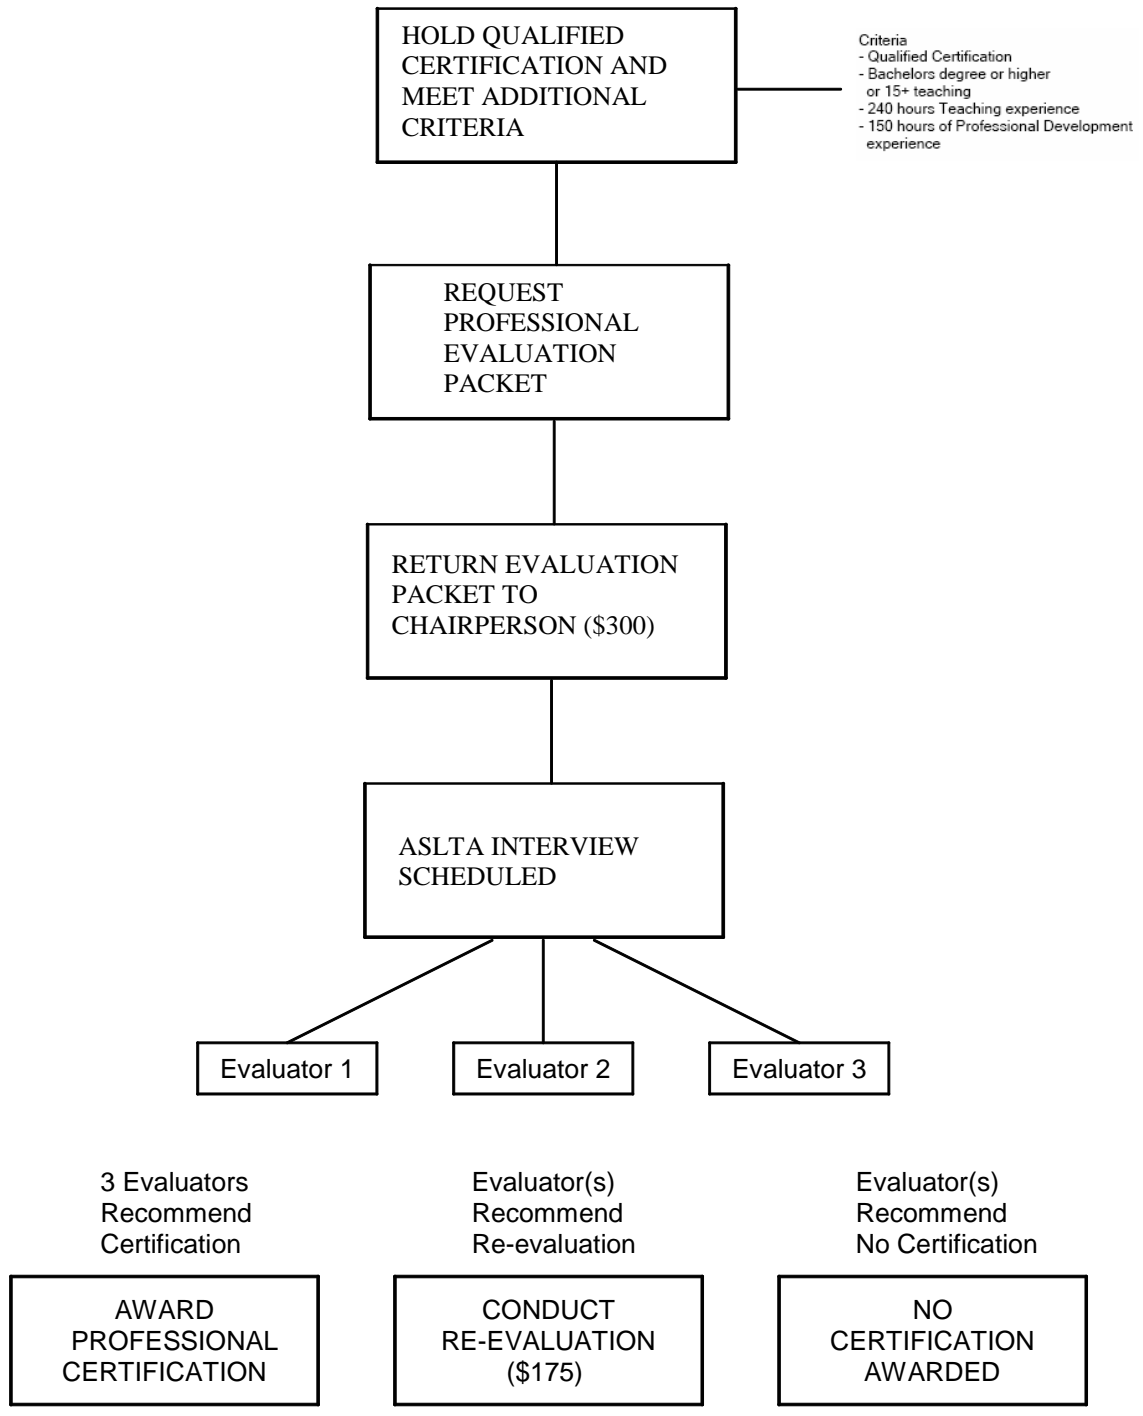 HOLD QUALIFIED
CERTIFICATION AND
MEET ADDITIONAL
CRITERIA
Criteria
- Qualified Certification
- Bachelors degree or higher
or 15+ teaching
- 240 hours Teaching experience
- 150 hours of Professional Development
experience
REQUEST
PROFESSIONAL
EVALUATION
PACKET
RETURN EVALUATION
PACKET TO
CHAIRPERSON ($300)
ASLTA INTERVIEW
SCHEDULED
Evaluator 1
Evaluator 2
Evaluator 3
3 Evaluators
Recommend
Certification
Evaluator(s)
Recommend
Re-evaluation
Evaluator(s)
Recommend
No Certification
AWARD
PROFESSIONAL
CERTIFICATION
CONDUCT
RE-EVALUATION
($175)
NO
CERTIFICATION
AWARDED